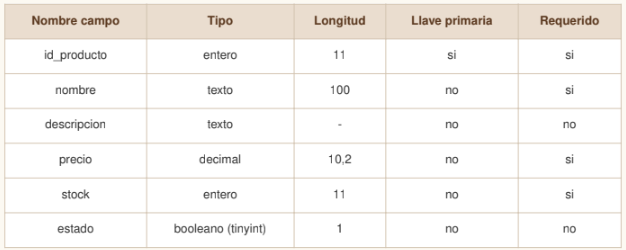 Nombre campo Tipo Longitud Llave primaria Requerido
id_producto entero 11 si si
nombre texto 100 no si
descripcion texto - no no
precio decimal 10,2 no si
stock entero 11 no si
estado booleano (tinyint) 1 no no